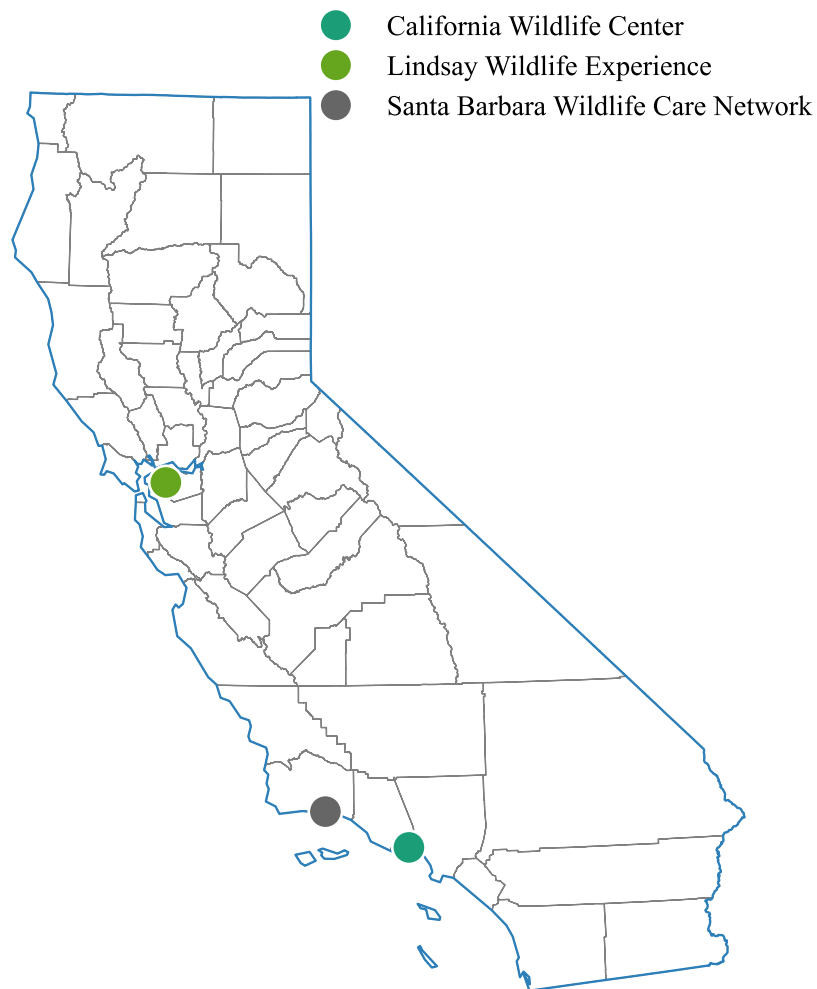 California Wildlife Center
Lindsay Wildlife Experience
Santa Barbara Wildlife Care Network